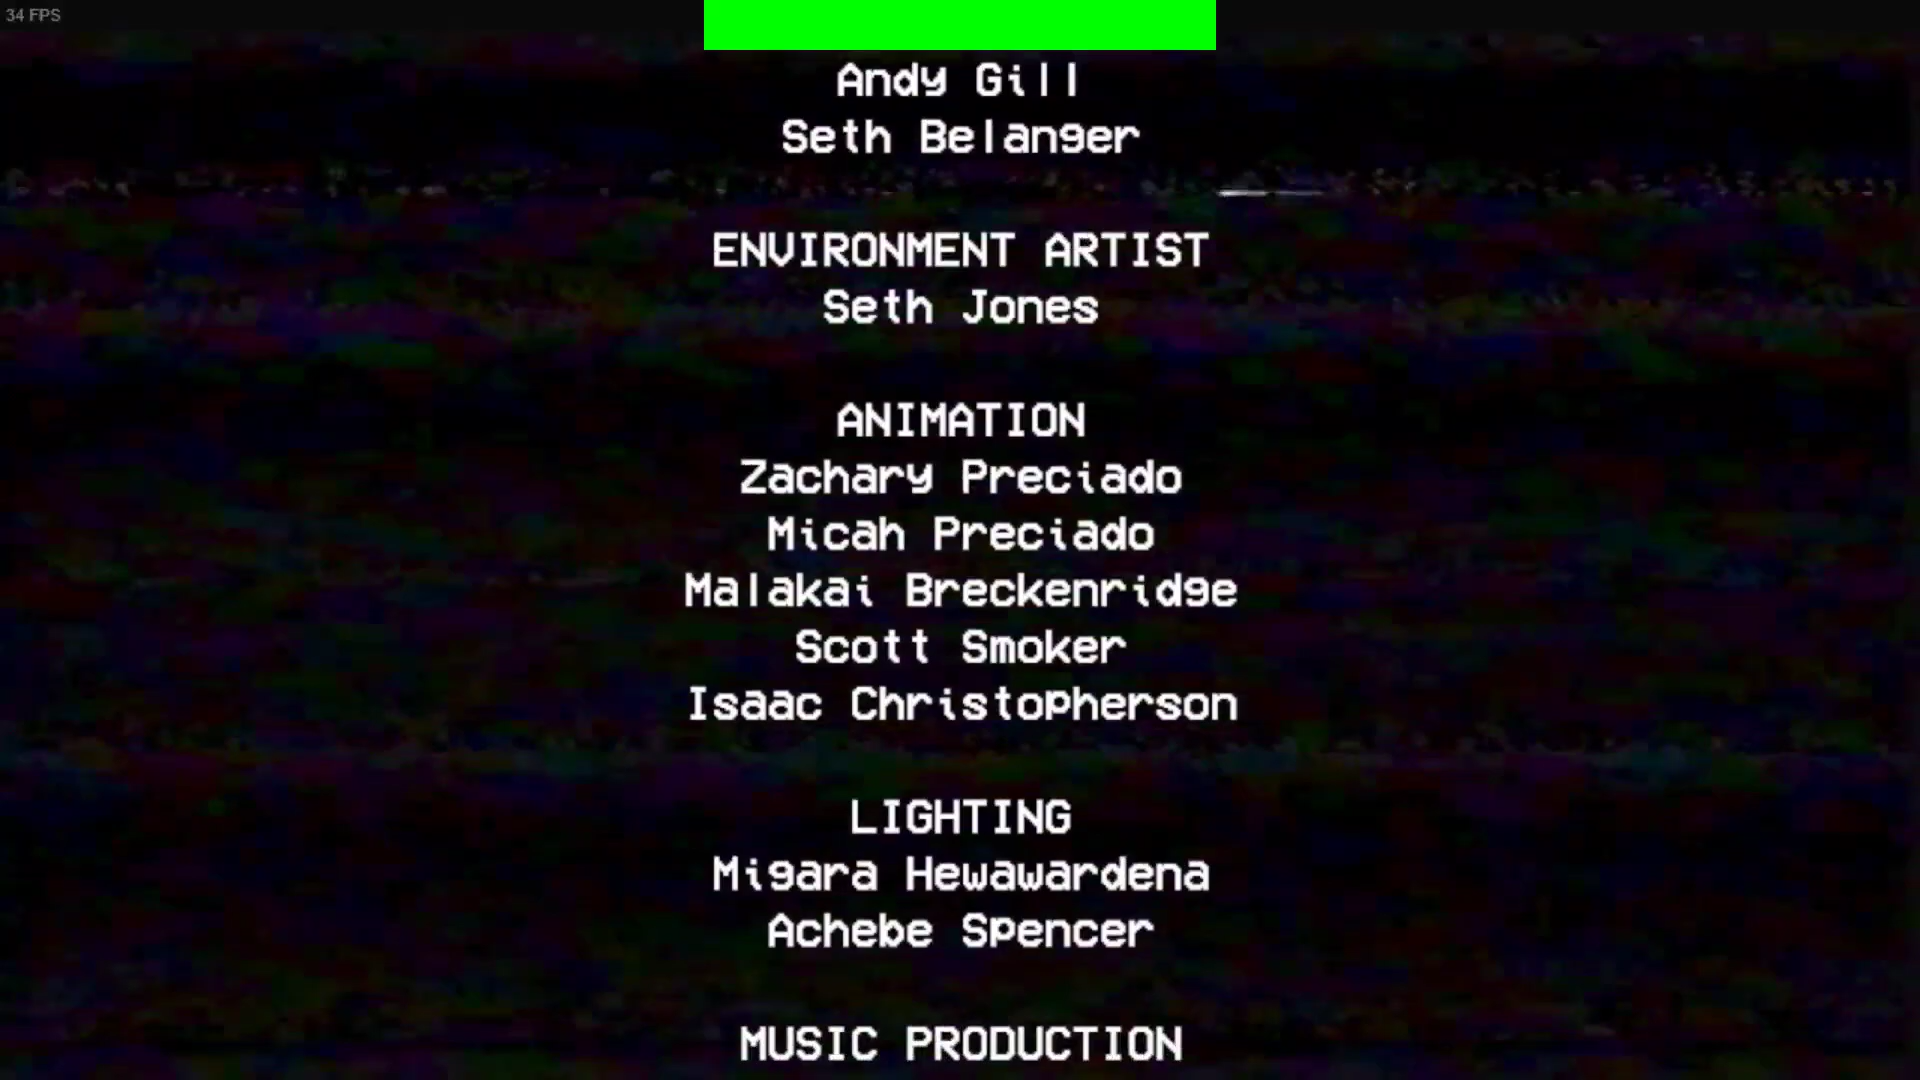 34 FPS
Andy Gill
Seth Belanger
ENVIRONMENT ARTIST
Seth Jones
ANIMATION
Zachary Preciado
Micah Preciado
Malakai Breckenridge
Scott Smoker
Isaac Christopherson
LIGHTING
Migara Hewawardena
Achebe Spencer
MUSIC PRODUCTION